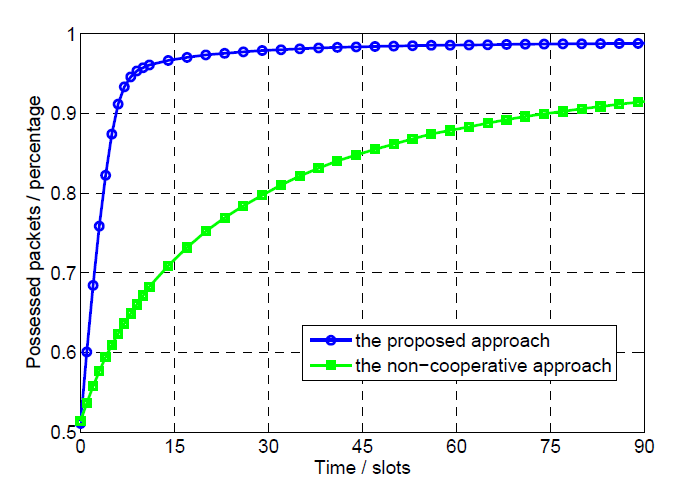 1
0.9
0.8
0.7
0.6
0.5
Possessed packets / percentage
the proposed approach
the non−cooperative approach
0 15 30 45 60 75 90
Time / slots